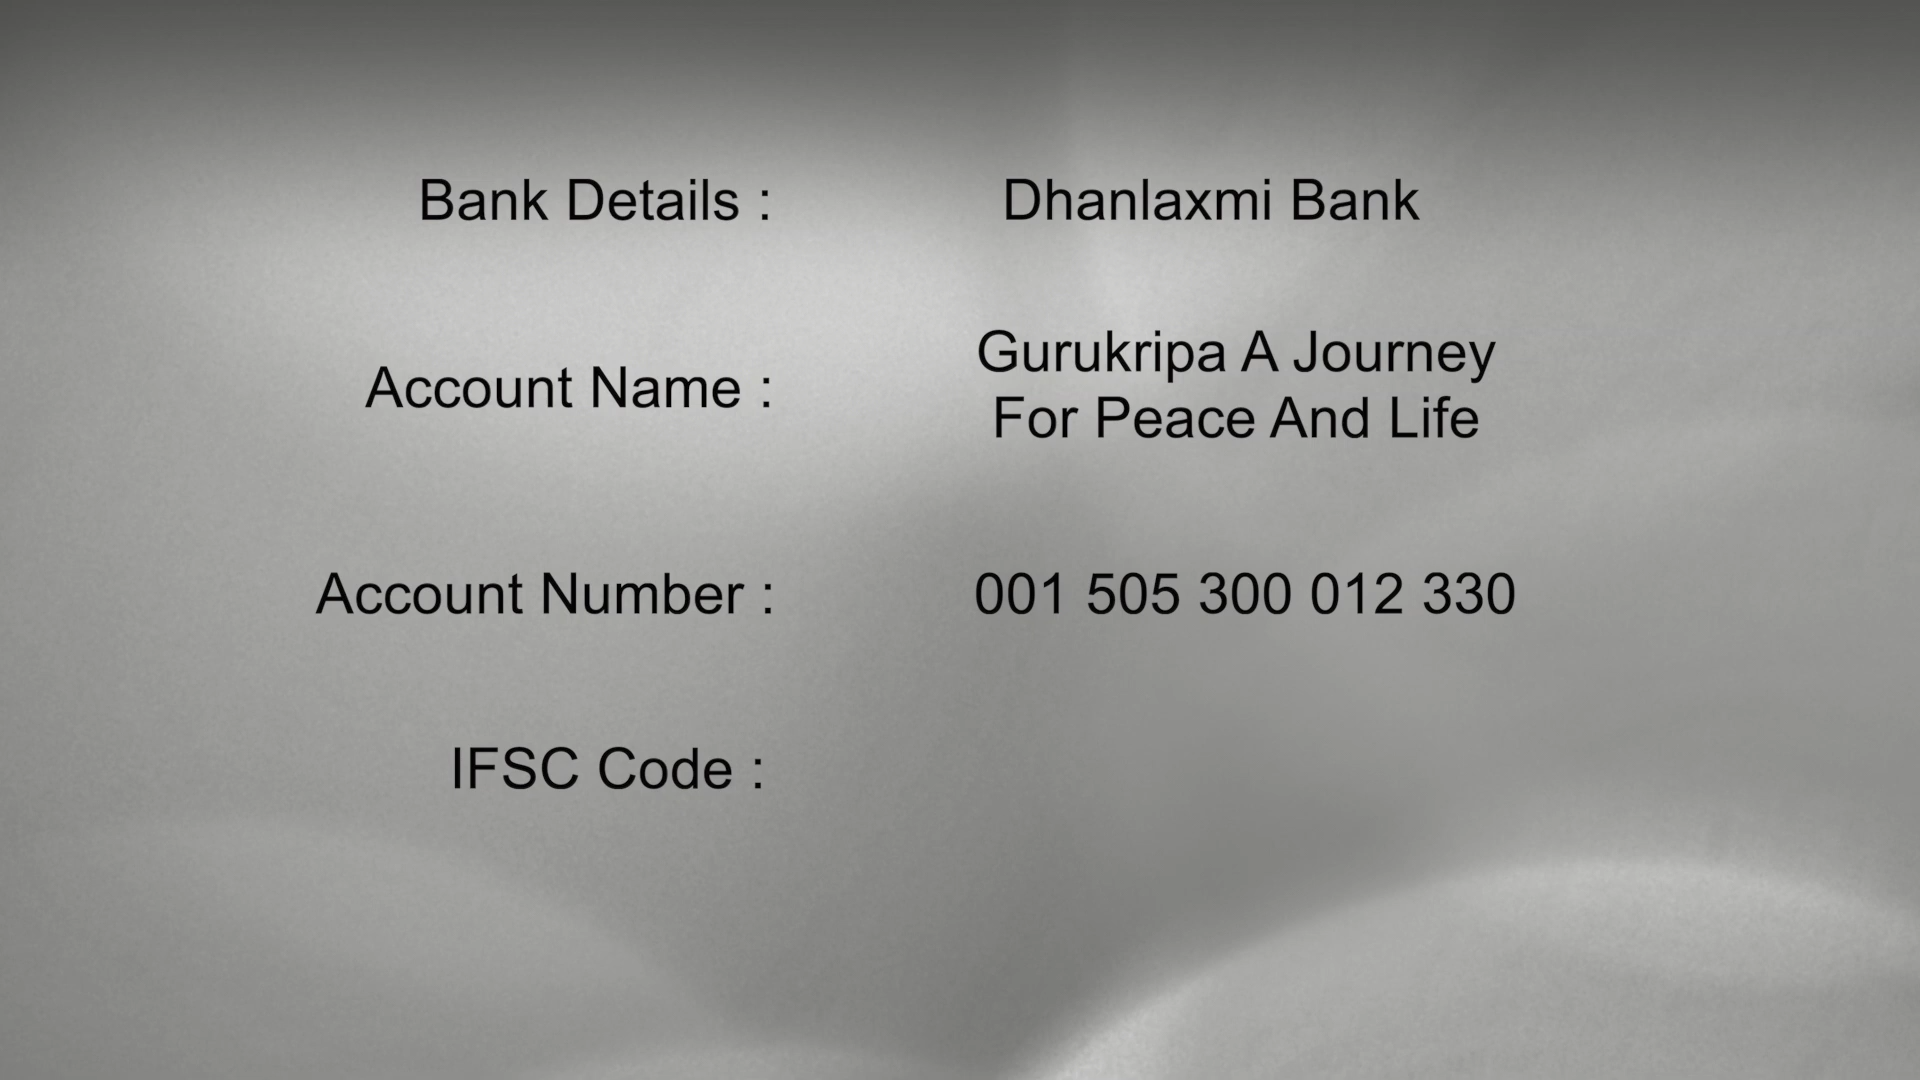 Bank Details : Dhanlaxmi Bank
Account Name : Gurukripa A Journey
For Peace And Life
Account Number : 001 505 300 012 330
IFSC Code :